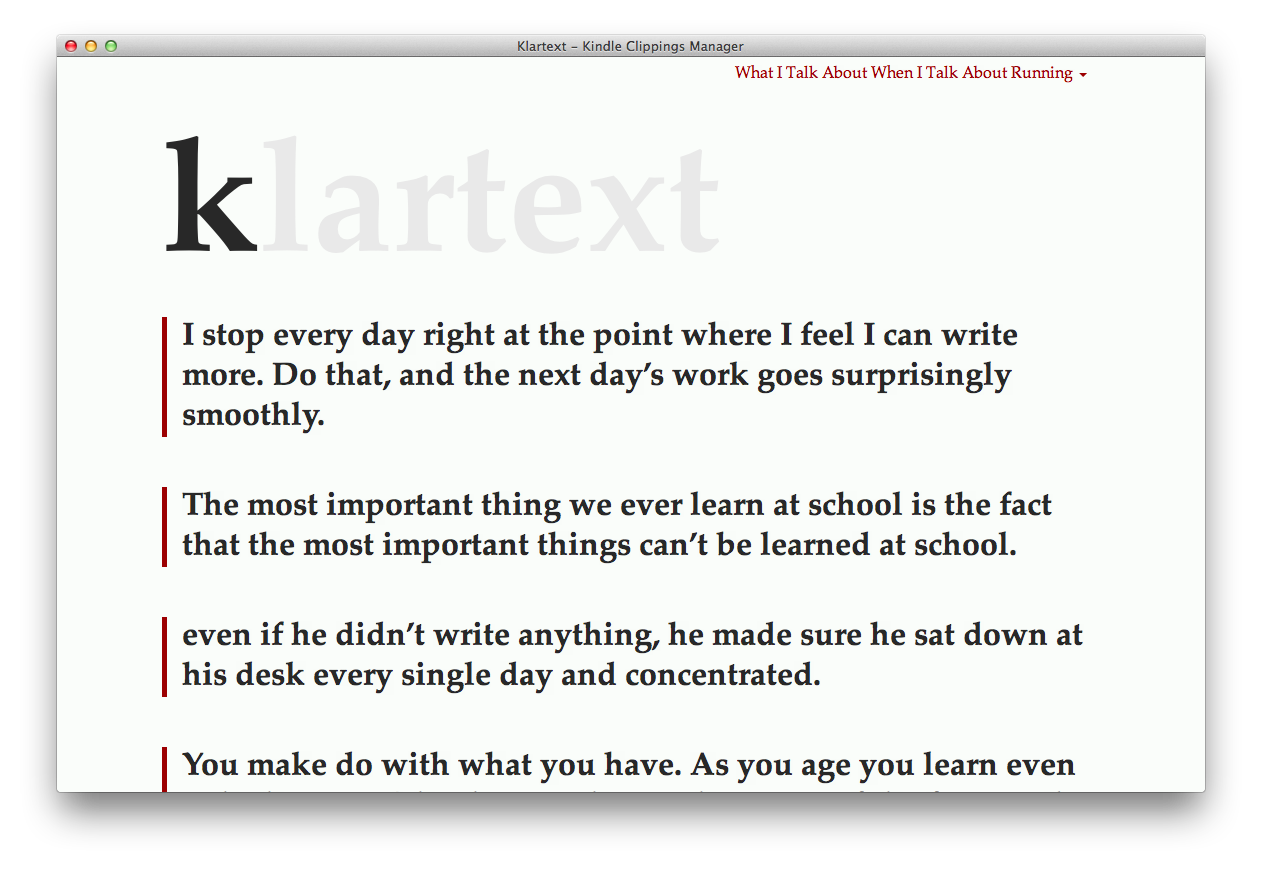 Klartext – Kindle Clippings Manager
What I Talk About When I Talk About Running
klartext
I stop every day right at the point where I feel I can write
more. Do that, and the next day’s work goes surprisingly
smoothly.
The most important thing we ever learn at school is the fact
that the most important things can’t be learned at school.
even if he didn’t write anything, he made sure he sat down at
his desk every single day and concentrated.
You make do with what you have. As you age you learn even